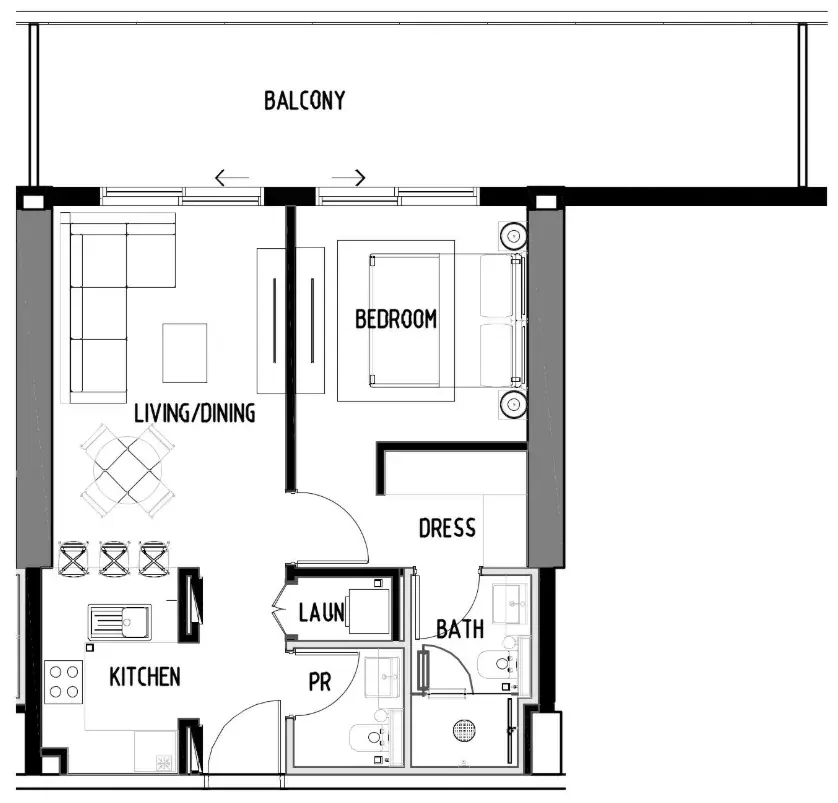 BALCONY
BEDROOM
LIVING/DINING
DRESS
LAUN
BATH
KITCHEN
PR